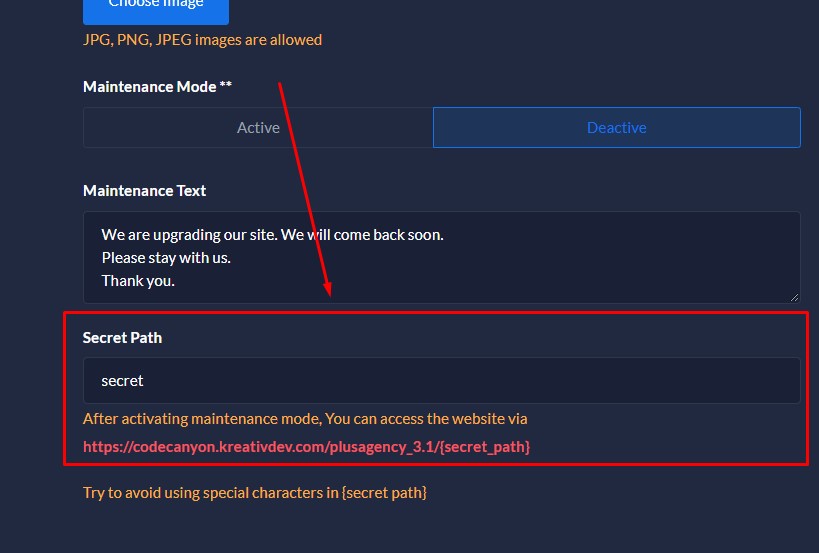 Choose Image
JPG, PNG, JPEG images are allowed
Maintenance Mode **
Active
Deactive
Maintenance Text
We are upgrading our site. We will come back soon.
Please stay with us.
Thank you.
Secret Path
secret
After activating maintenance mode, You can access the website via
https://codecanyon.kreativdev.com/plusagency_3.1/{secret_path}
Try to avoid using special characters in {secret path}